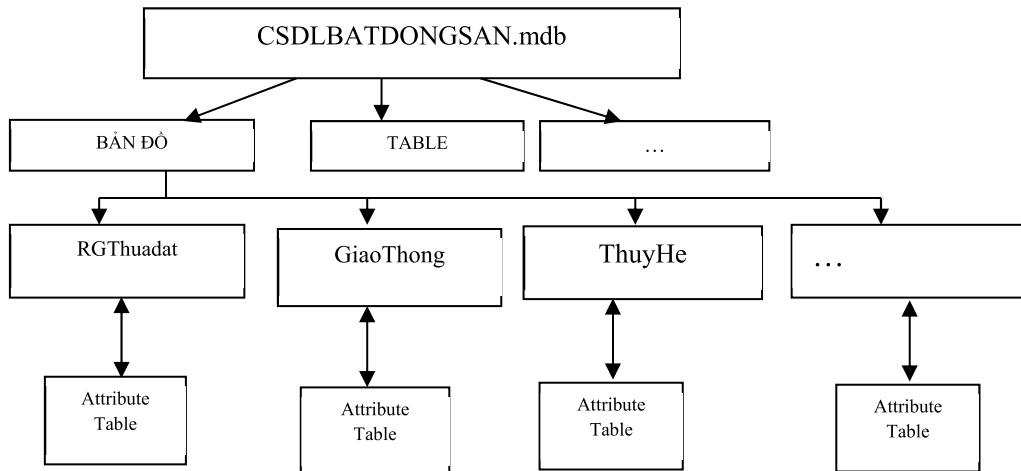 CSDLBATDONGSAN.mdb
BẢN ĐỒ
TABLE
…
RGThuadat
GiaoThong
ThuyHe
…
Attribute
Table
Attribute
Table
Attribute
Table
Attribute
Table